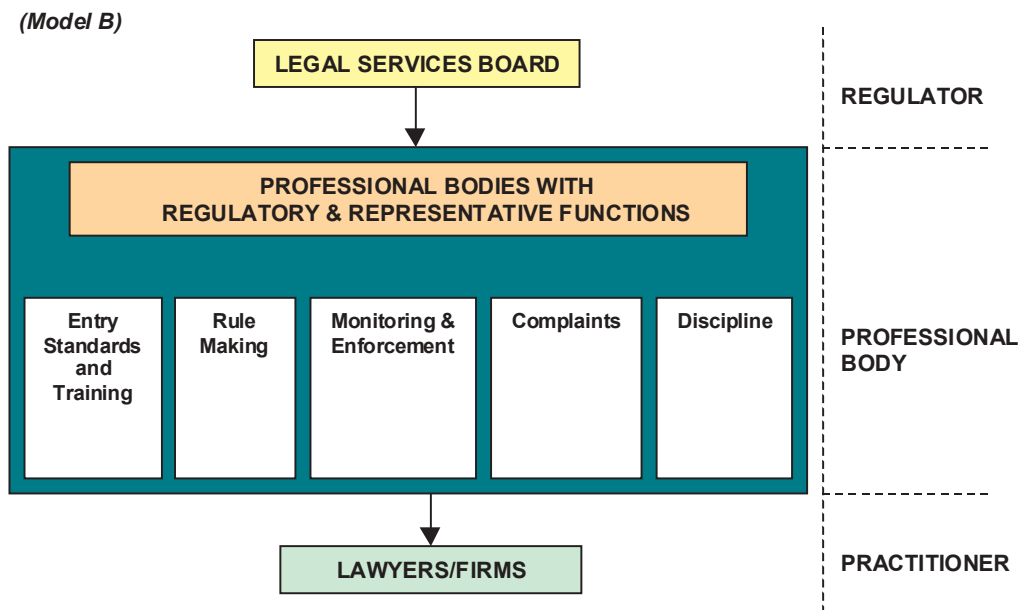 (Model B)
LEGAL SERVICES BOARD
REGULATOR
PROFESSIONAL BODIES WITH
REGULATORY & REPRESENTATIVE FUNCTIONS
Entry
Standards
and
Training
Rule
Making
Monitoring &
Enforcement
Complaints
Discipline
PROFESSIONAL
BODY
LAWYERS/FIRMS
PRACTITIONER